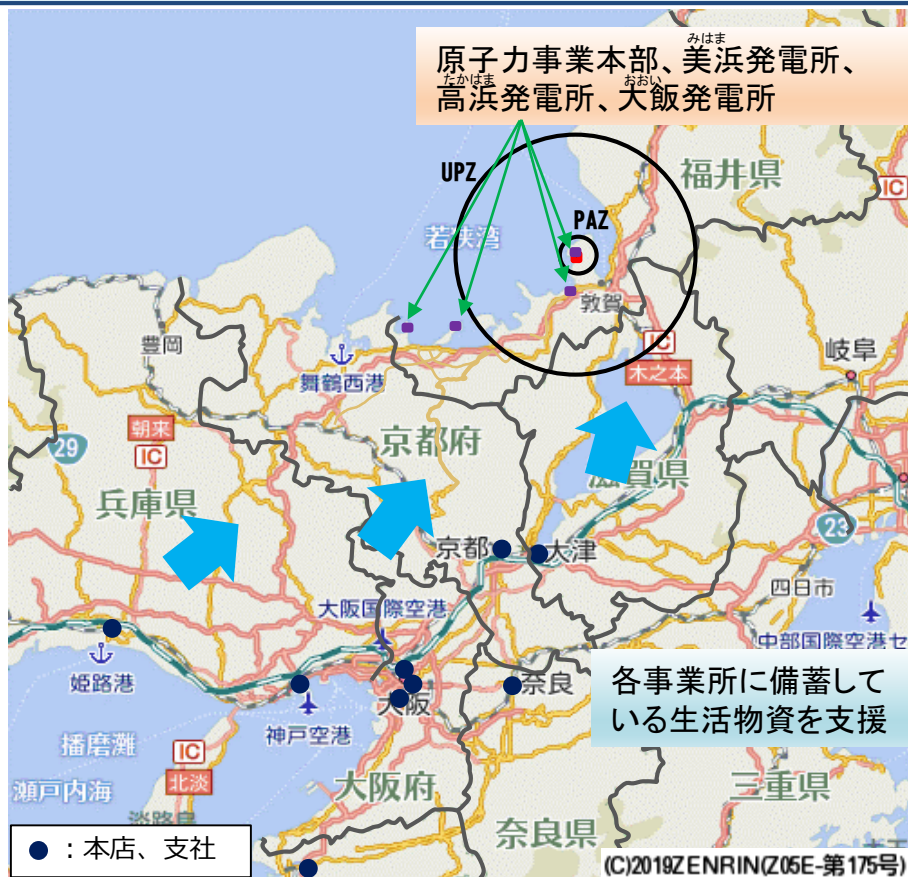 みはま
原子力事業本部、美浜発電所、
たかはま おおい
高浜発電所、大飯発電所
UPZ
福井県
IC
PAZ
若狭湾
敦賀
豊岡
IC
岐阜
舞鶴西港
木之本
朝来
29
IC
京都府
滋賀県
兵庫県
23
京都
大津
四日市
大阪国際空港
中部国際空港セ
姫路港
奈良
各事業所に備蓄して
いる生活物資を支援
大阪
神戸空港
播磨灘
IC
北淡
瀬戸内海
大阪府
三重県
淡路島
奈良県
●：本店、支社
(C)2019ZENRIN(Z05E-第175号)